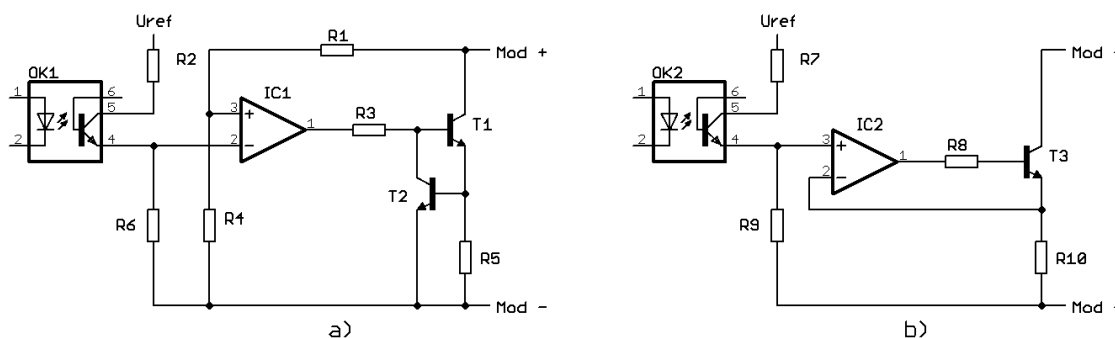 Uref
R1
Mod +
R2
OK1
1
6
5
IC1
3
+
R3
1
T1
2
4
2
-
T2
R6
R4
R5
Mod -
a)
Uref
R7
Mod
OK2
1
6
5
IC2
2
4
3
+
R8
1
T3
2
-
R9
R10
Mod
b)